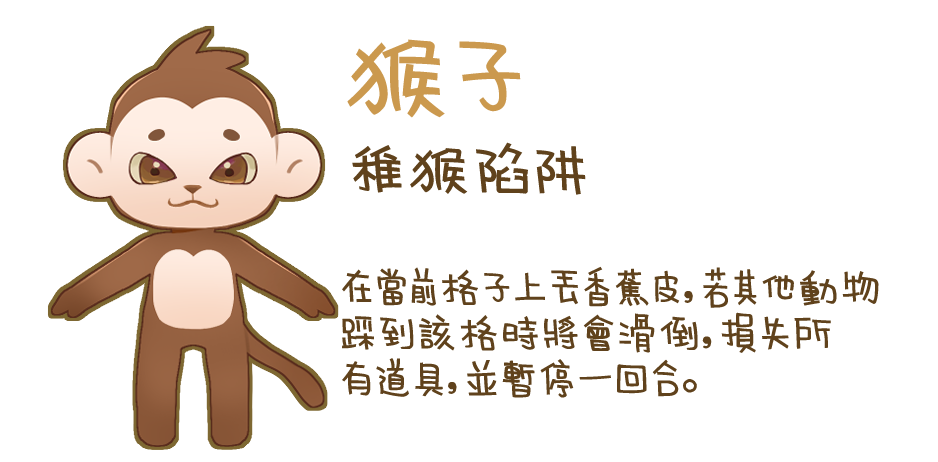 猴子
稚猴陷阱
在當前格子上丟香蕉皮,若其他動物
踩到該格時將會滑倒,損失所
有道具,並暫停一回合。